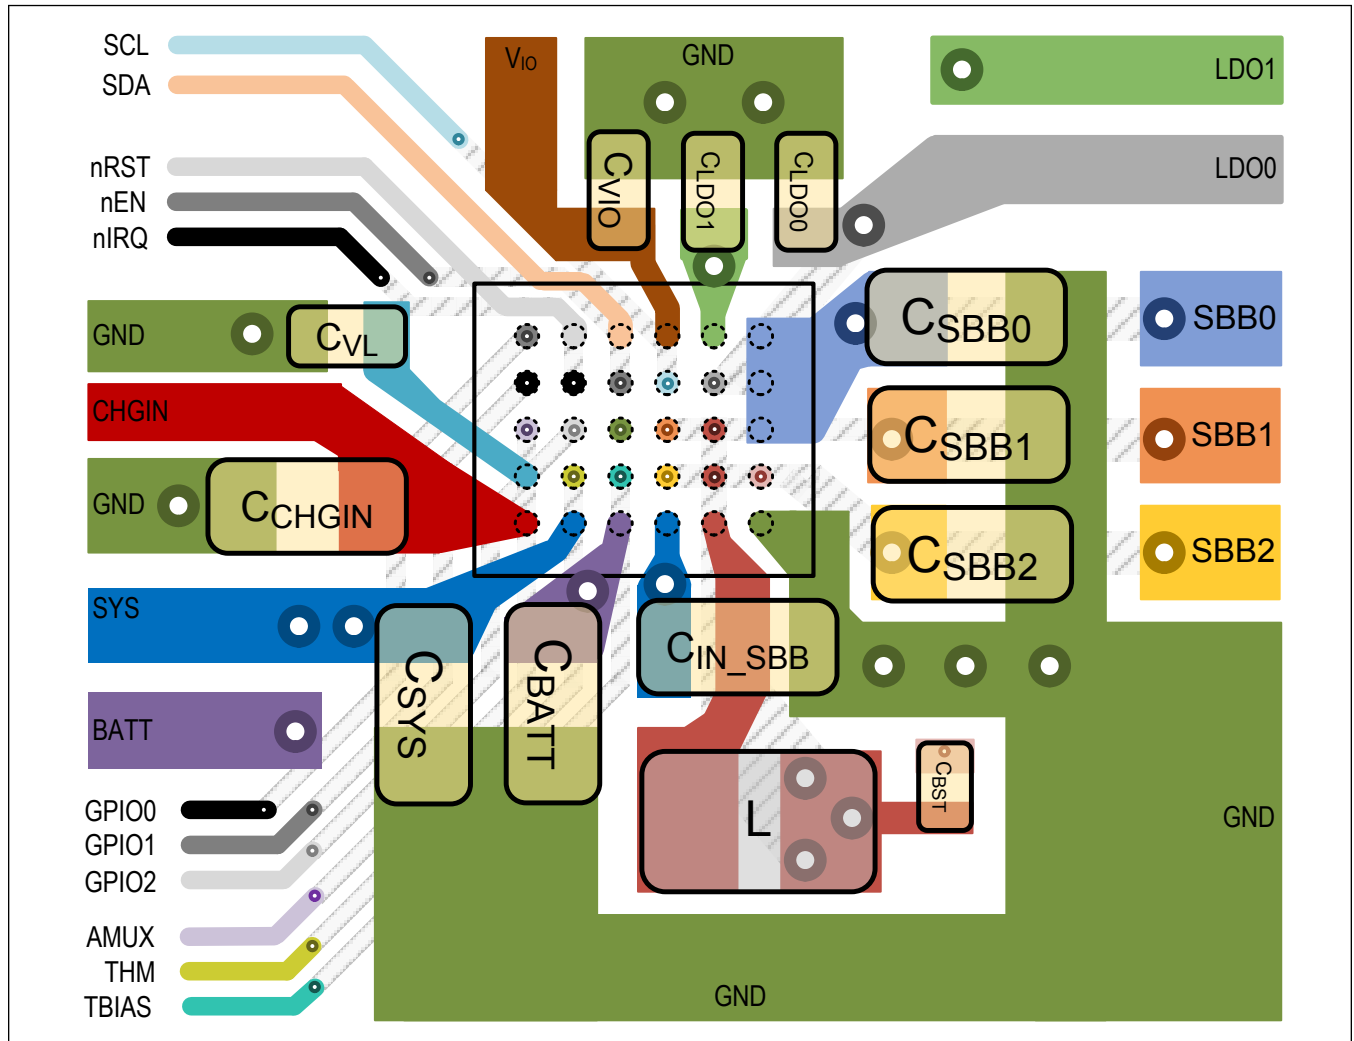 SCL
SDA
nRST
nEN
nIRQ
VIO
GND
LDO1
LDO0
CVIO
CLDO1
CLDO0
GND
CVL
CHGIN
GND
CCHGIN
SYS
BATT
CSBB0
SBB0
CSBB1
SBB1
CSBB2
SBB2
CSYS
CBATT
CIN_SBB
L
CBST
GPIO0
GPIO1
GPIO2
AMUX
THM
TBIAS
GND
GND